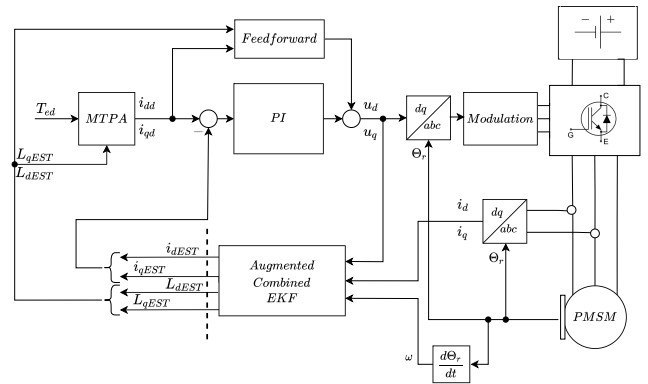 − +
Feedforward
C
G
E
T_ed
MTPA
i_dd
i_qd
−
PI
u_d
u_q
dq
abc
Modulation
Θ_r
L_qEST
L_dEST
i_d
i_q
dq
abc
Θ_r
i_dEST
i_qEST
L_dEST
L_qEST
Augmented
Combined
EKF
PMSM
ω
dΘ_r
dt